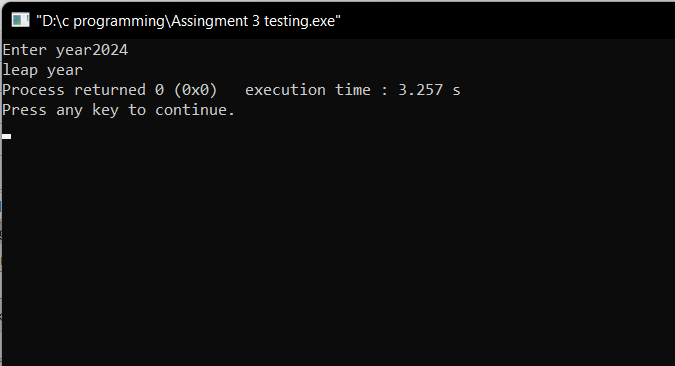 "D:\c programming\Assingment 3 testing.exe"
Enter year2024
leap year
Process returned 0 (0x0)   execution time : 3.257 s
Press any key to continue.